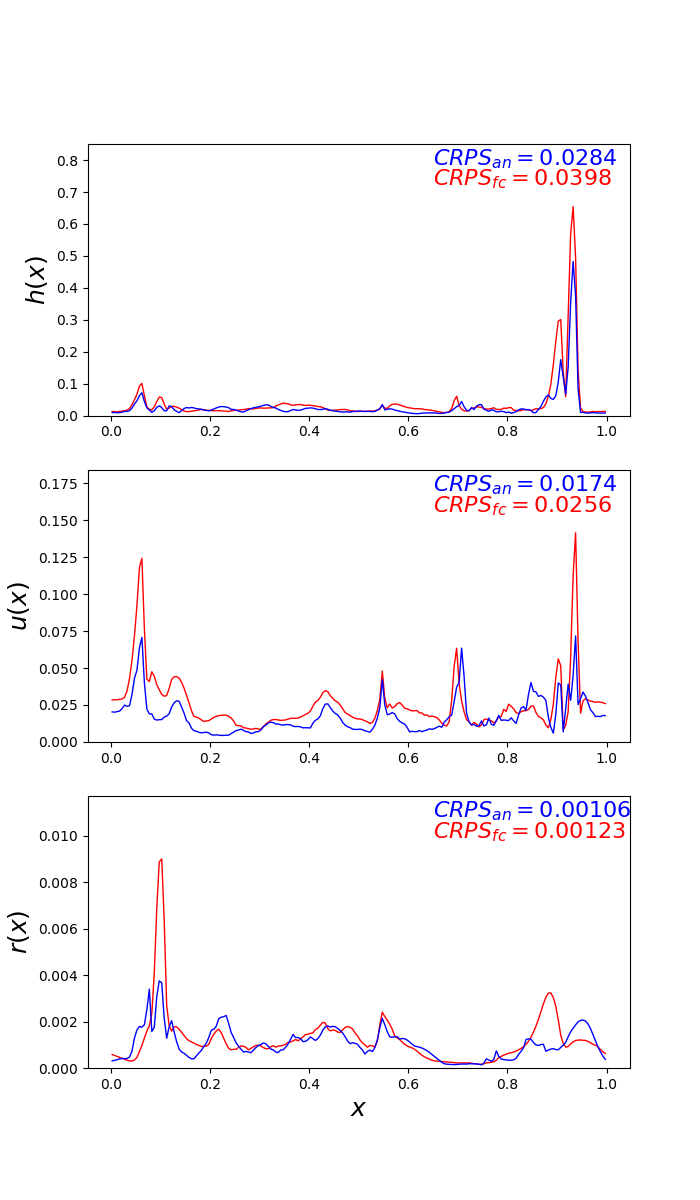 CRPS_an = 0.0284
CRPS_fc = 0.0398
0.8
0.7
0.6
0.5
0.4
0.3
0.2
0.1
0.0
h(x)
0.0 0.2 0.4 0.6 0.8 1.0
CRPS_an = 0.0174
CRPS_fc = 0.0256
0.175
0.150
0.125
0.100
0.075
0.050
0.025
0.000
u(x)
0.0 0.2 0.4 0.6 0.8 1.0
CRPS_an = 0.00106
CRPS_fc = 0.00123
0.010
0.008
0.006
0.004
0.002
0.000
r(x)
0.0 0.2 0.4 0.6 0.8 1.0
x